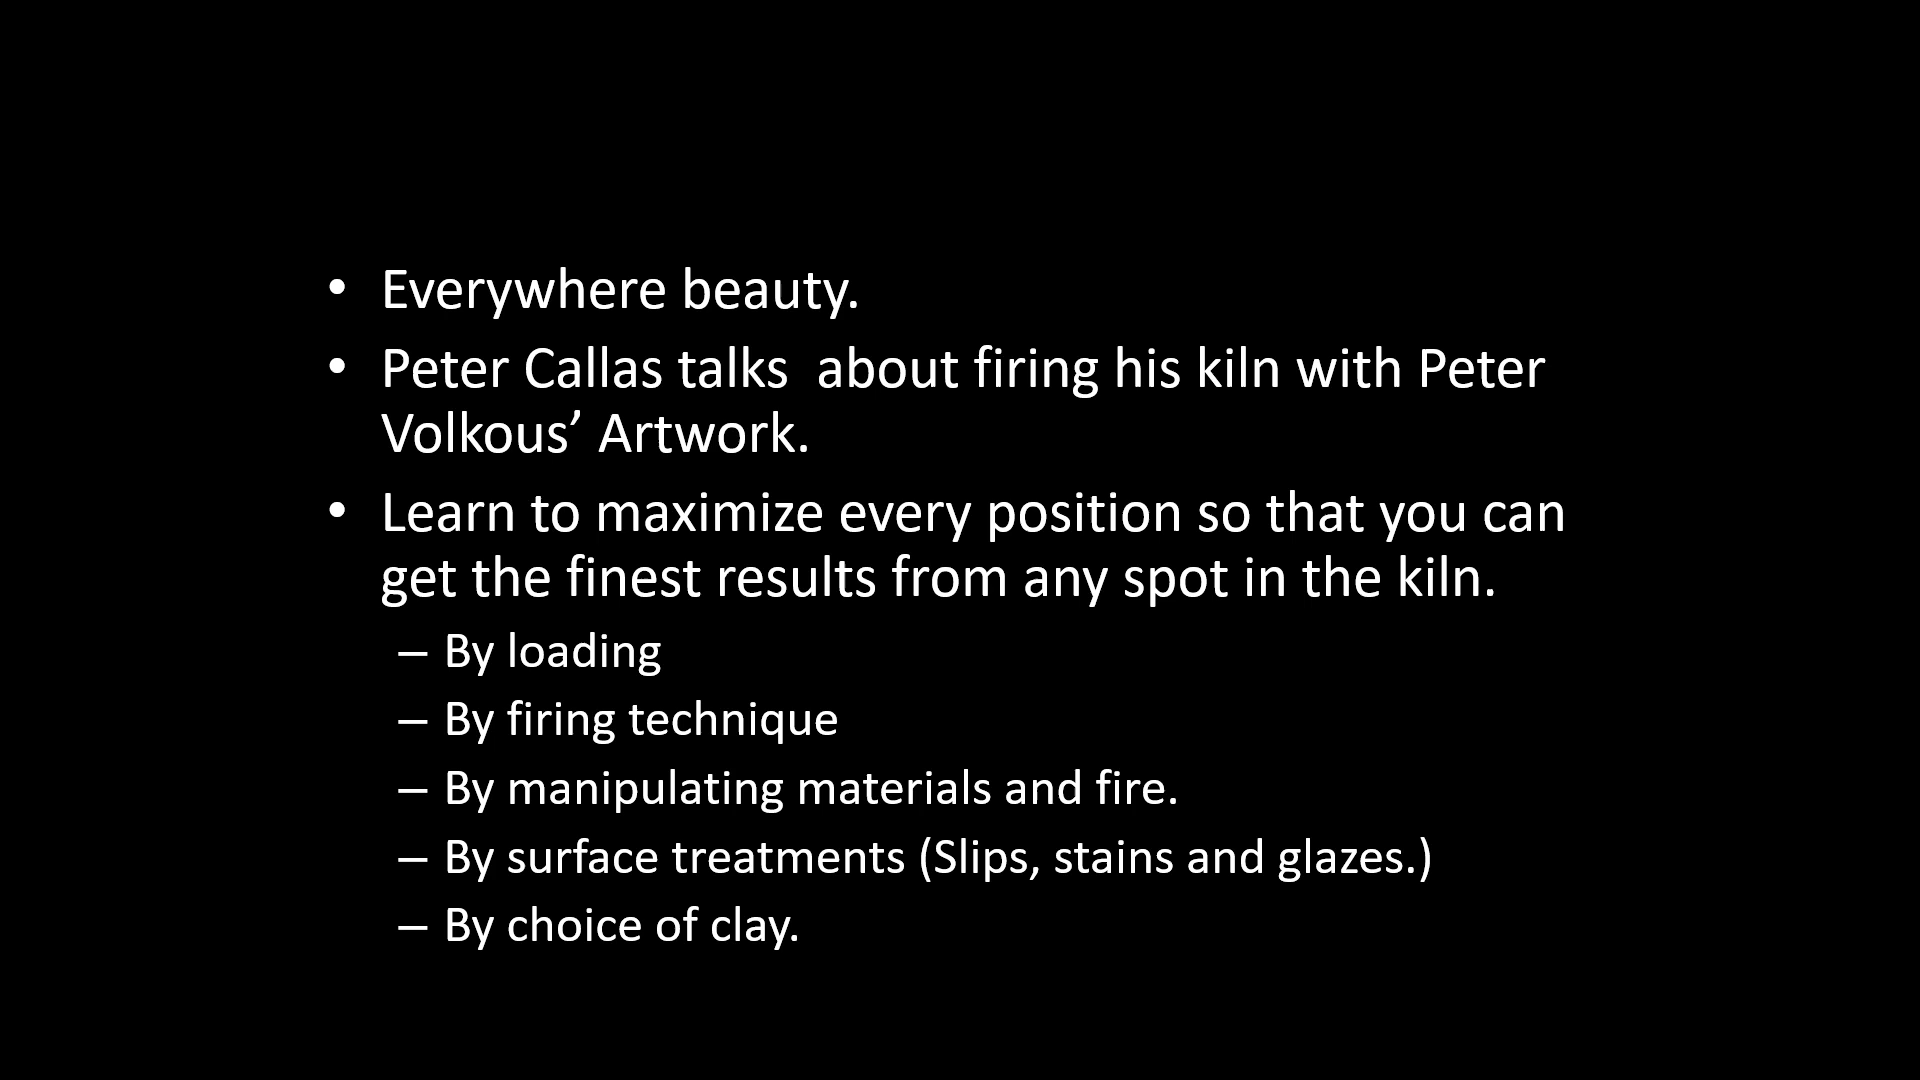 • Everywhere beauty.
• Peter Callas talks  about firing his kiln with Peter
Volkous’ Artwork.
• Learn to maximize every position so that you can
get the finest results from any spot in the kiln.
– By loading
– By firing technique
– By manipulating materials and fire.
– By surface treatments (Slips, stains and glazes.)
– By choice of clay.